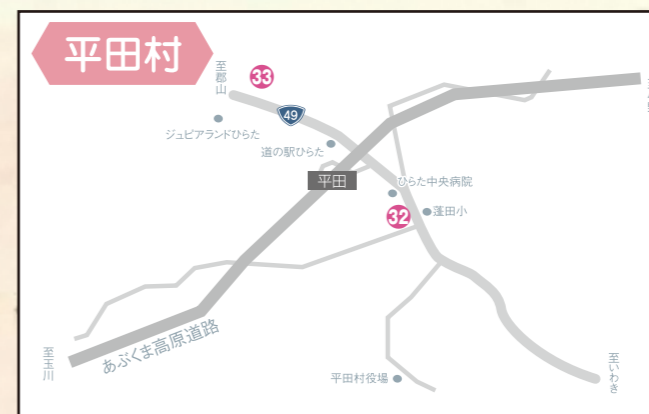 平田村
至郡山
33
49
ジュピアランドひらた
道の駅ひらた
平田
ひらた中央病院
32
蓬田小
あぶくま高原道路
至玉川
至いわき
平田村役場